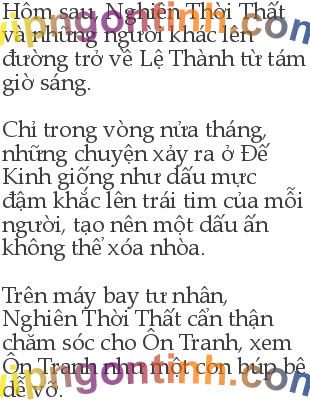 Hôm sau, Nghiên Thời Thất
và những người khác lên
đường trở về Lệ Thành từ tám
giờ sáng.
Chỉ trong vòng nửa tháng,
những chuyện xảy ra ở Đế
Kinh giống như dấu mực
đậm khắc lên trái tim của mỗi
người, tạo nên một dấu ấn
không thể xóa nhòa.
Trên máy bay tư nhân,
Nghiên Thời Thất cẩn thận
chăm sóc cho Ôn Tranh, xem
Ôn Tranh như một con búp bê
dễ vỡ.
vipngontinh.com
vipngontinh.com